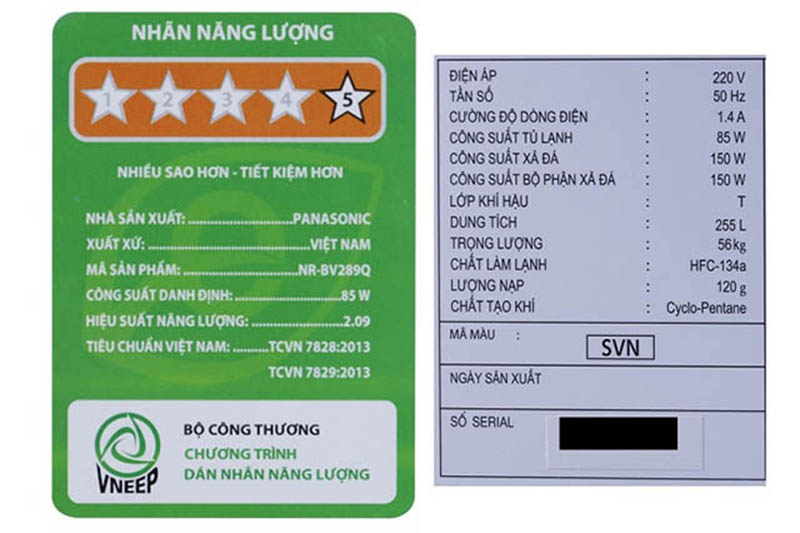 NHÃN NĂNG LƯỢNG
1 2 3 4 5
NHIỀU SAO HƠN - TIẾT KIỆM HƠN
NHÀ SẢN XUẤT: ........................PANASONIC
XUẤT XỨ: ..................................VIỆT NAM
MÃ SẢN PHẨM: ......................NR-BV289Q
CÔNG SUẤT DANH ĐỊNH: ......................85 W
HIỆU SUẤT NĂNG LƯỢNG: ...................2.09
TIÊU CHUẨN VIỆT NAM: ..........TCVN 7828:2013
TCVN 7829:2013
VNEEP
BỘ CÔNG THƯƠNG
CHƯƠNG TRÌNH
DÁN NHÃN NĂNG LƯỢNG
ĐIỆN ÁP : 220 V
TẦN SỐ : 50 Hz
CƯỜNG ĐỘ DÒNG ĐIỆN : 1.4 A
CÔNG SUẤT TỦ LẠNH : 85 W
CÔNG SUẤT XẢ ĐÁ : 150 W
CÔNG SUẤT BỘ PHẬN XẢ ĐÁ : 150 W
LỚP KHÍ HẬU : T
DUNG TÍCH : 255 L
TRỌNG LƯỢNG : 56kg
CHẤT LÀM LẠNH : HFC-134a
LƯỢNG NẠP : 120 g
CHẤT TẠO KHÍ : Cyclo-Pentane
MÃ MÀU : SVN
NGÀY SẢN XUẤT
SỐ SERIAL